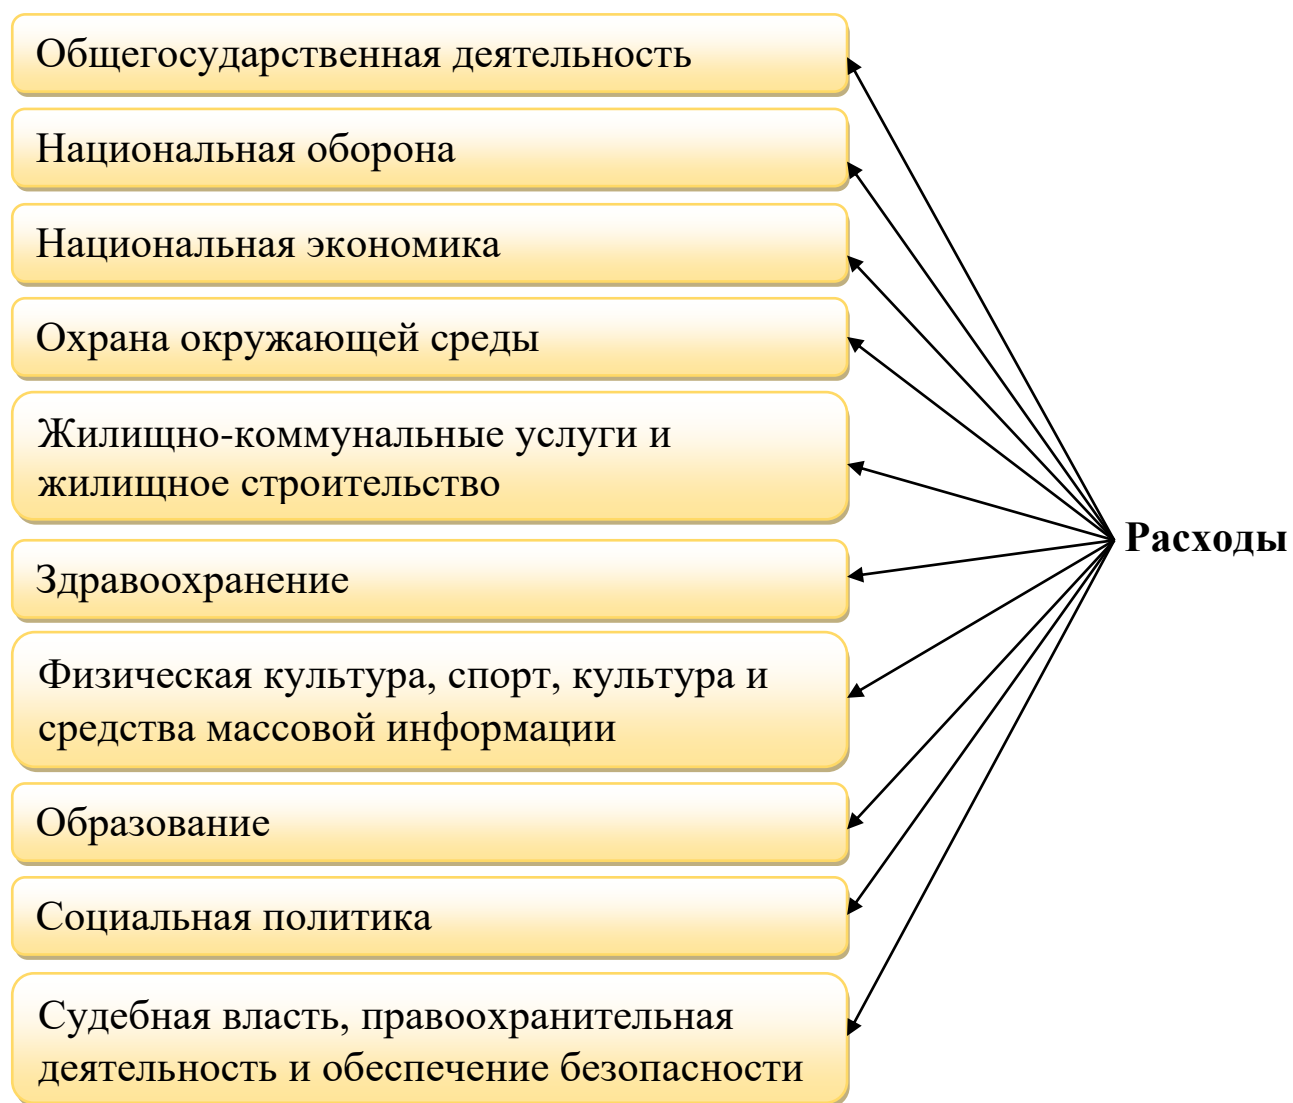 Общегосударственная деятельность
Национальная оборона
Национальная экономика
Охрана окружающей среды
Жилищно-коммунальные услуги и
жилищное строительство
Здравоохранение
Физическая культура, спорт, культура и
средства массовой информации
Образование
Социальная политика
Судебная власть, правоохранительная
деятельность и обеспечение безопасности
Расходы